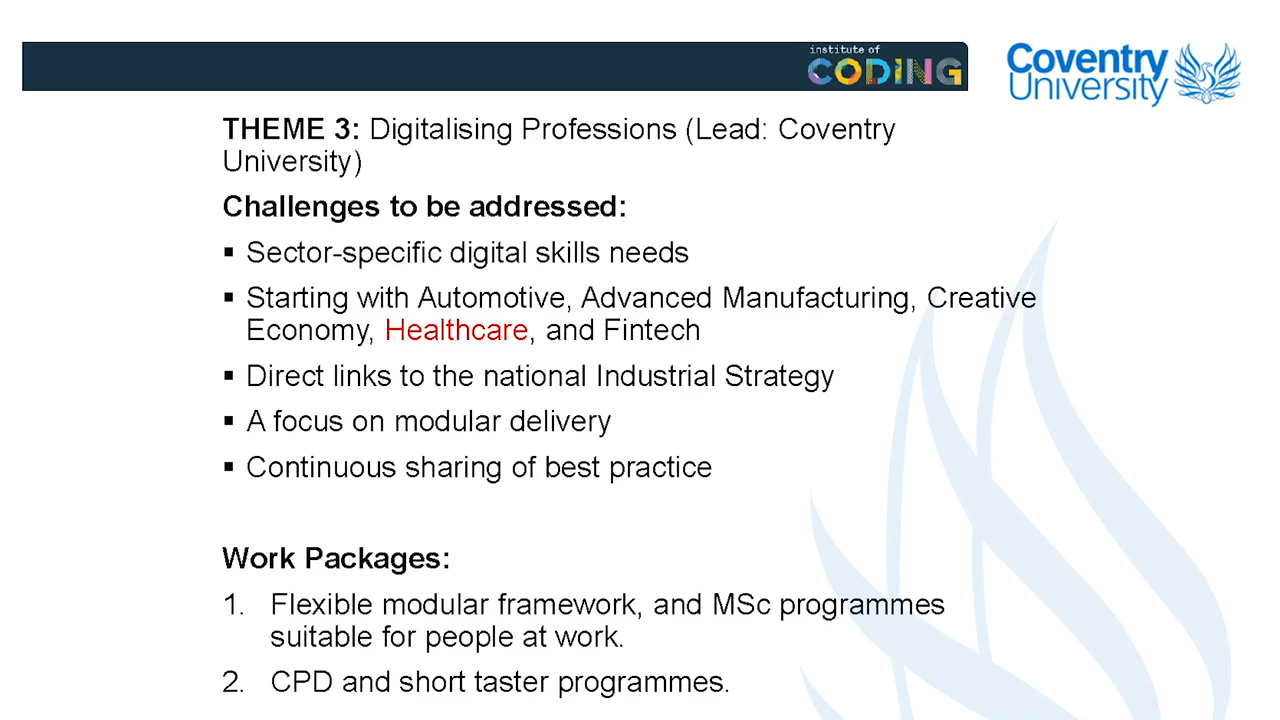 institute of
CODING
Coventry
University
THEME 3: Digitalising Professions (Lead: Coventry
University)
Challenges to be addressed:
▪ Sector-specific digital skills needs
▪ Starting with Automotive, Advanced Manufacturing, Creative
Economy, Healthcare, and Fintech
▪ Direct links to the national Industrial Strategy
▪ A focus on modular delivery
▪ Continuous sharing of best practice
Work Packages:
1. Flexible modular framework, and MSc programmes
suitable for people at work.
2. CPD and short taster programmes.